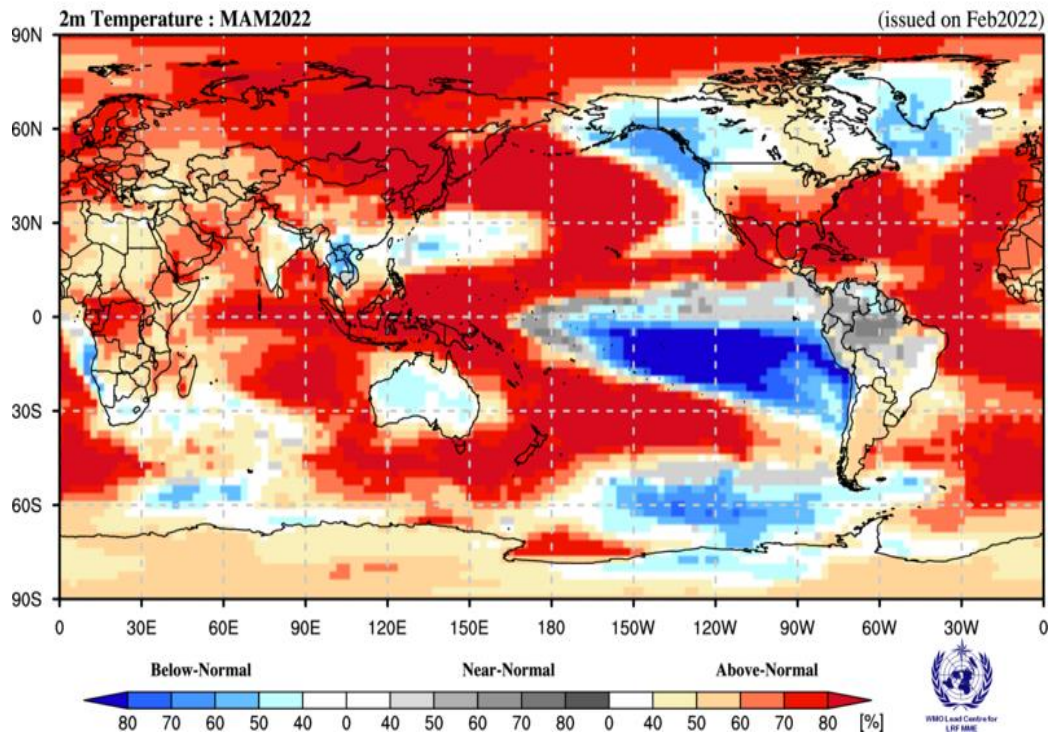 2m Temperature : MAM2022 (issued on Feb2022)
90N
60N
30N
0
30S
60S
90S
0 30E 60E 90E 120E 150E 180 150W 120W 90W 60W 30W 0
Below-Normal Near-Normal Above-Normal
80 70 60 50 40 0 40 50 60 70 80 0 40 50 60 70 80 [%]
WMO Lead Centre for
LRF MME